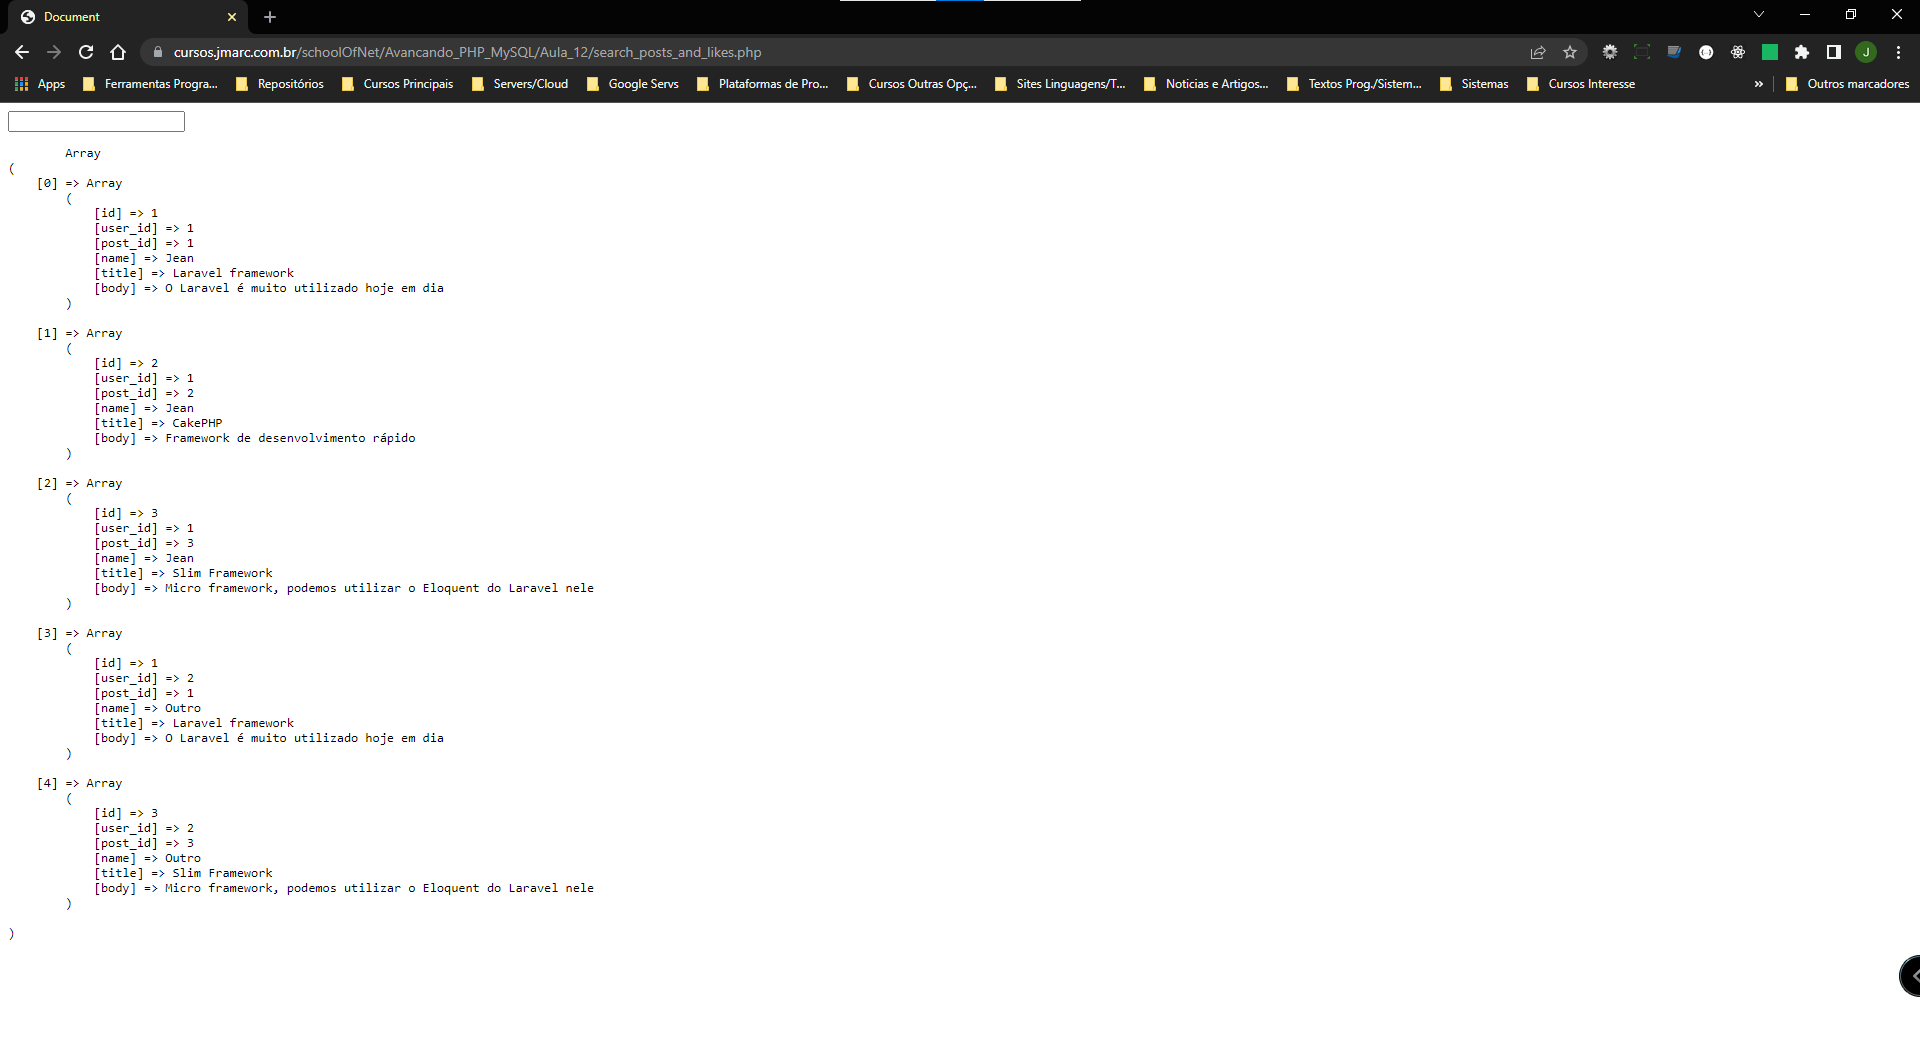 Document
cursos.jmarc.com.br/schoolOfNet/Avancando_PHP_MySQL/Aula_12/search_posts_and_likes.php
J
Apps Ferramentas Progra... Repositórios Cursos Principais Servers/Cloud Google Servs Plataformas de Pro... Cursos Outras Opç... Sites Linguagens/T... Noticias e Artigos... Textos Prog./Sistem... Sistemas Cursos Interesse » Outros marcadores
Array
(
[0] => Array
(
[id] => 1
[user_id] => 1
[post_id] => 1
[name] => Jean
[title] => Laravel framework
[body] => O Laravel é muito utilizado hoje em dia
)
[1] => Array
(
[id] => 2
[user_id] => 1
[post_id] => 2
[name] => Jean
[title] => CakePHP
[body] => Framework de desenvolvimento rápido
)
[2] => Array
(
[id] => 3
[user_id] => 1
[post_id] => 3
[name] => Jean
[title] => Slim Framework
[body] => Micro framework, podemos utilizar o Eloquent do Laravel nele
)
[3] => Array
(
[id] => 1
[user_id] => 2
[post_id] => 1
[name] => Outro
[title] => Laravel framework
[body] => O Laravel é muito utilizado hoje em dia
)
[4] => Array
(
[id] => 3
[user_id] => 2
[post_id] => 3
[name] => Outro
[title] => Slim Framework
[body] => Micro framework, podemos utilizar o Eloquent do Laravel nele
)
)